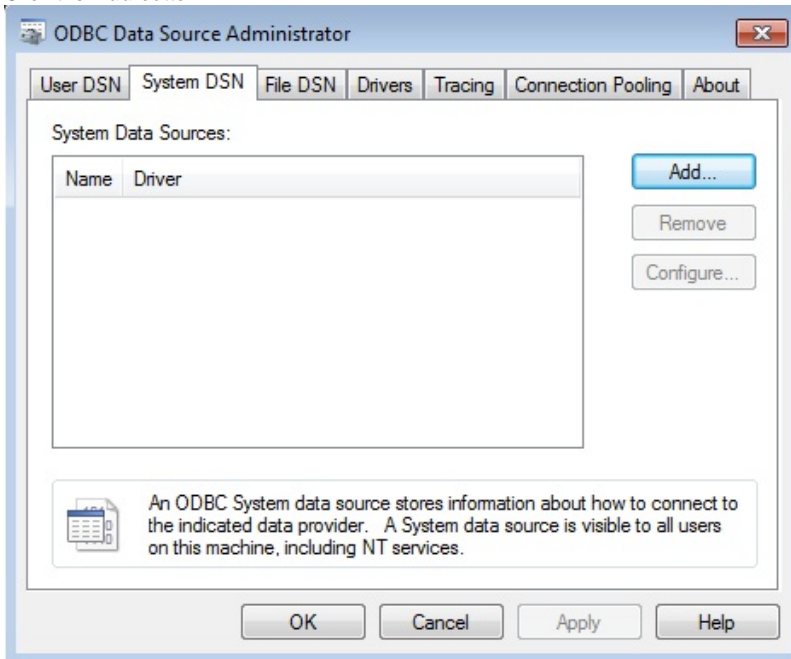 ODBC Data Source Administrator
User DSN System DSN File DSN Drivers Tracing Connection Pooling About
System Data Sources:
Name Driver
Add...
Remove
Configure...
An ODBC System data source stores information about how to connect to
the indicated data provider. A System data source is visible to all users
on this machine, including NT services.
OK Cancel Apply Help